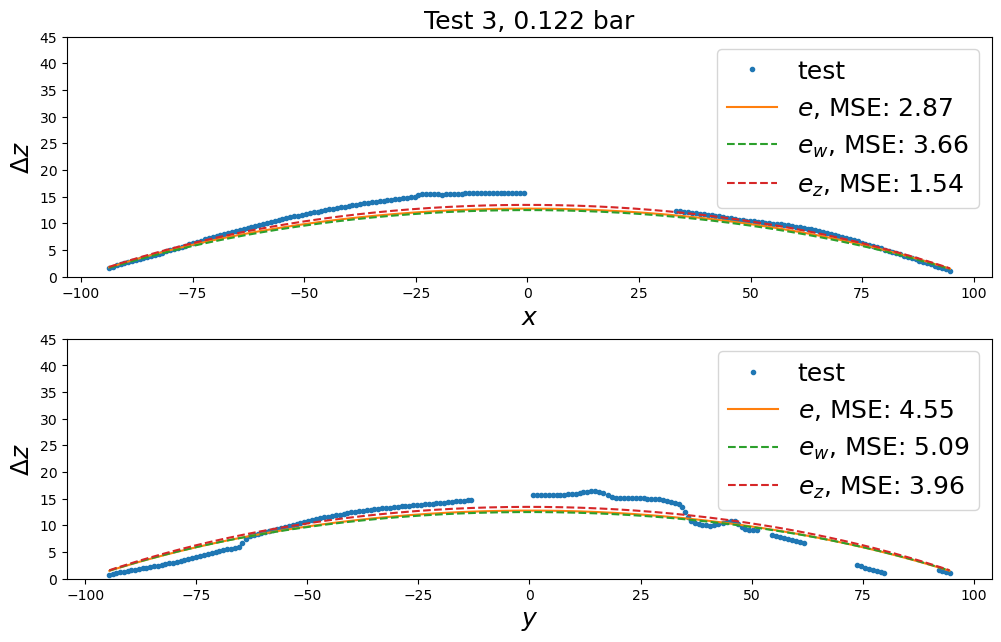 Test 3, 0.122 bar
45
40
35
30
25
20
15
10
5
0
Δz
test
e, MSE: 2.87
e_w, MSE: 3.66
e_z, MSE: 1.54
−100 −75 −50 −25 0 25 50 75 100
x
45
40
35
30
25
20
15
10
5
0
Δz
test
e, MSE: 4.55
e_w, MSE: 5.09
e_z, MSE: 3.96
−100 −75 −50 −25 0 25 50 75 100
y